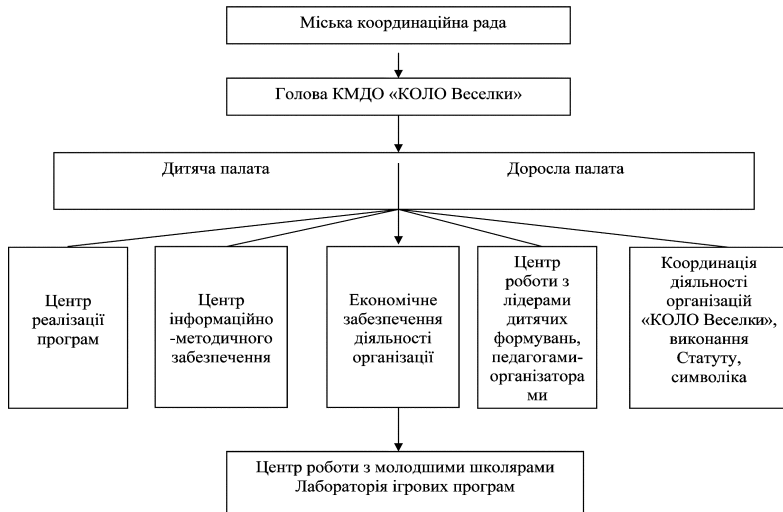 Міська координаційна рада
Голова КМДО «КОЛО Веселки»
Дитяча палата
Доросла палата
Центр
реалізації
програм
Центр
інформаційно
-методичного
забезпечення
Економічне
забезпечення
діяльності
організації
Центр
роботи з
лідерами
дитячих
формувань,
педагогами-
організатора
ми
Координація
діяльності
організацій
«КОЛО Веселки»,
виконання
Статуту,
символіка
Центр роботи з молодшими школярами
Лабораторія ігрових програм